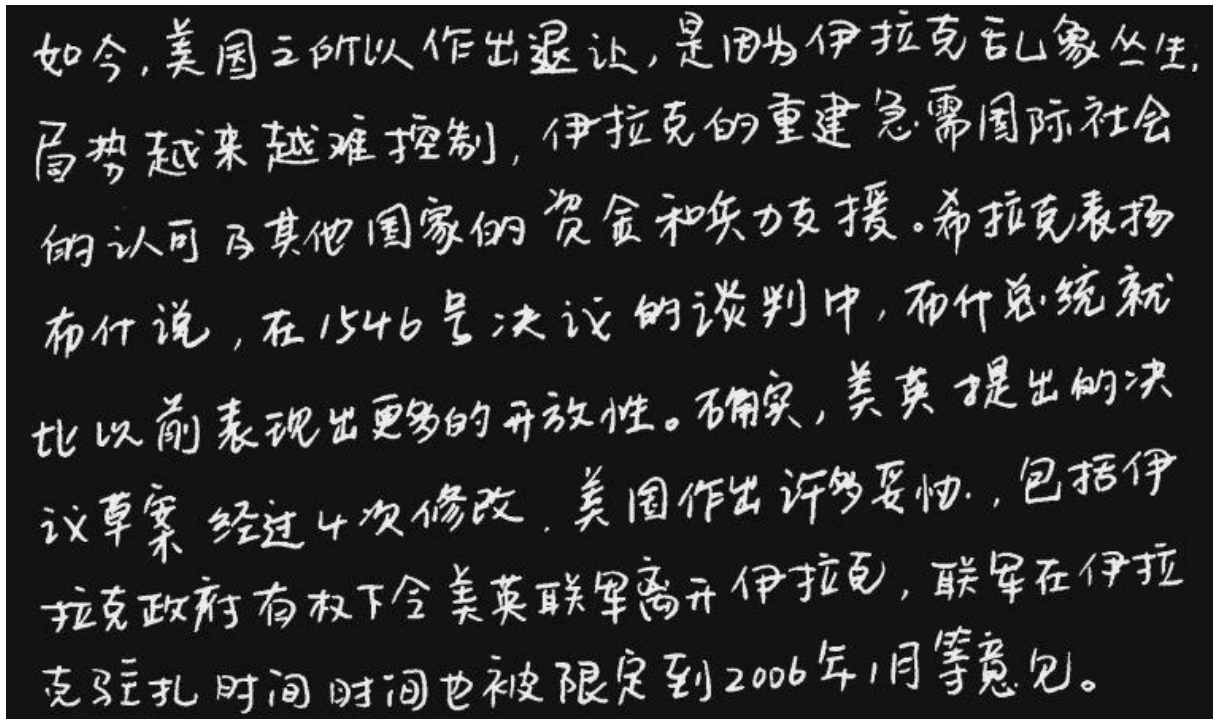 如今,美国之所以作出退让,是因为伊拉克乱象丛生,
局势越来越难控制,伊拉克的重建急需国际社会
的认可及其他国家的资金和兵力支援。希拉克表扬
布什说,在1546号决议的谈判中,布什总统就
比以前表现出更多的开放性。确实,美英提出的决
议草案经过4次修改,美国作出许多妥协,包括伊
拉克政府有权下令美英联军离开伊拉克,联军在伊拉
克驻扎时间时间也被限定到2006年1月等意见。